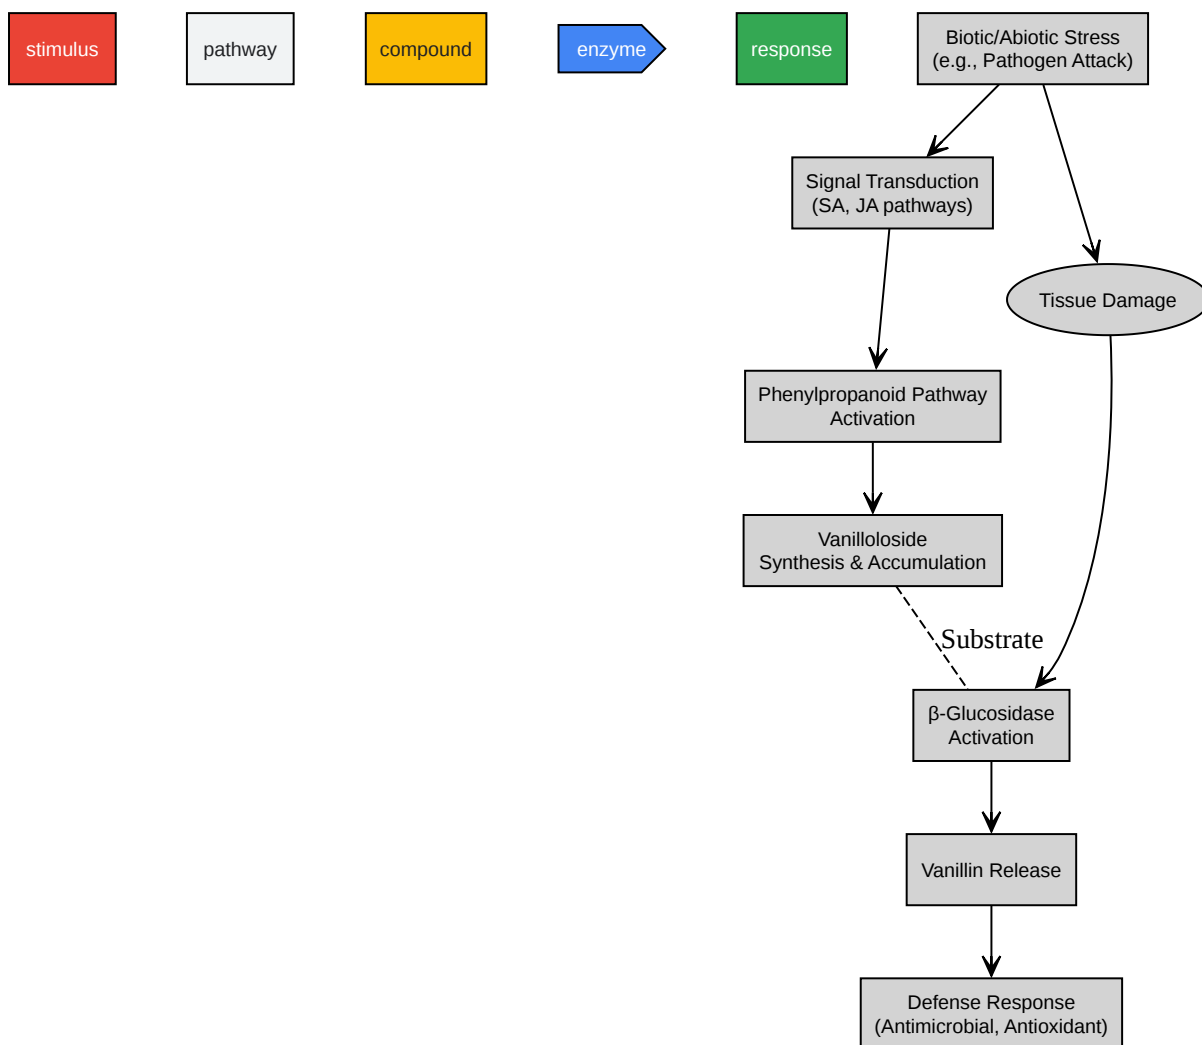 stimulus
pathway
compound
enzyme
response
Biotic/Abiotic Stress
(e.g., Pathogen Attack)
Signal Transduction
(SA, JA pathways)
Tissue Damage
Phenylpropanoid Pathway
Activation
Vanilloloside
Synthesis & Accumulation
Substrate
β-Glucosidase
Activation
Vanillin Release
Defense Response
(Antimicrobial, Antioxidant)